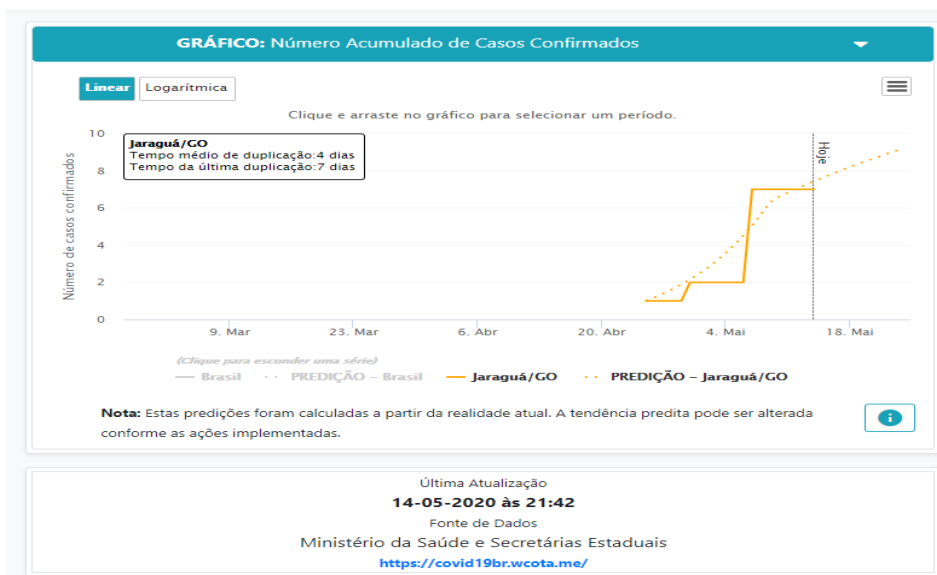 GRÁFICO: Número Acumulado de Casos Confirmados
Linear
Logarítmica
Clique e arraste no gráfico para selecionar um período.
Jaraguá/GO
Tempo médio de duplicação:4 dias
Tempo da última duplicação:7 dias
Hoje
Número de casos confirmados
10
8
6
4
2
0
9. Mar
23. Mar
6. Abr
20. Abr
4. Mai
18. Mai
(Clique para esconder uma série)
Brasil
PREDIÇÃO – Brasil
Jaraguá/GO
PREDIÇÃO – Jaraguá/GO
Nota: Estas predições foram calculadas a partir da realidade atual. A tendência predita pode ser alterada
conforme as ações implementadas.
Última Atualização
14-05-2020 às 21:42
Fonte de Dados
Ministério da Saúde e Secretárias Estaduais
https://covid19br.wcota.me/